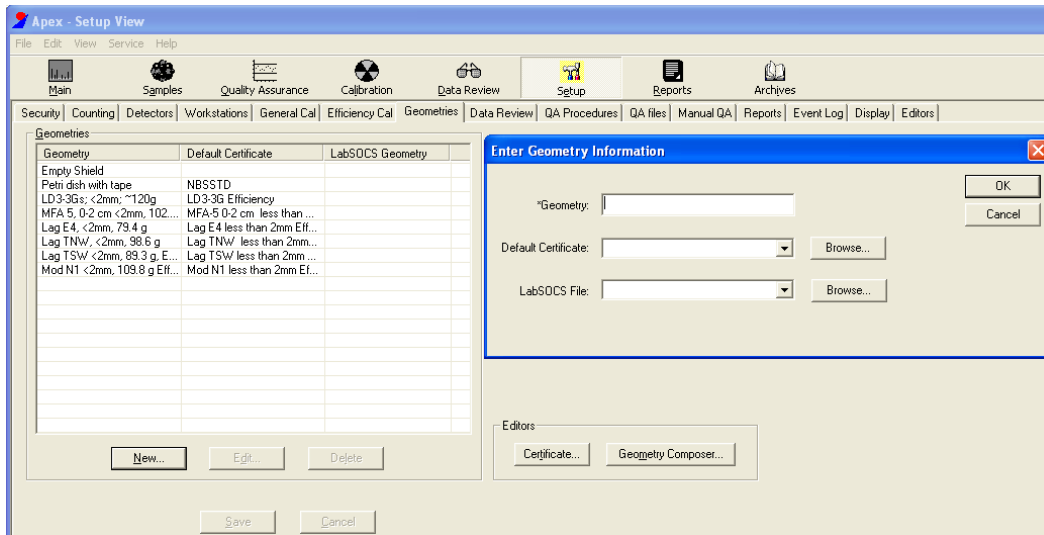 Apex - Setup View
File Edit View Service Help
Main Samples Quality Assurance Calibration Data Review Setup Reports Archives
Security Counting Detectors Workstations General Cal Efficiency Cal Geometries Data Review QA Procedures QA files Manual QA Reports Event Log Display Editors
Geometries
Geometry Default Certificate LabSOCS Geometry
Empty Shield
Petri dish with tape NBSSTD
LD3-3Gs; <2mm; ~120g LD3-3G Efficiency
MFA 5, 0-2 cm <2mm, 102.... MFA-5 0-2 cm less than ...
Lag E4, <2mm, 79.4 g Lag E4 less than 2mm Eff...
Lag TNW, <2mm, 98.6 g Lag TNW less than 2mm...
Lag TSW <2mm, 89.3 g, E... Lag TSW less than 2mm ...
Mod N1 <2mm, 109.8 g Eff... Mod N1 less than 2mm Ef...
New... Edit... Delete
Save Cancel
Enter Geometry Information
*Geometry:
OK
Cancel
Default Certificate: Browse...
LabSOCS File: Browse...
Editors
Certificate... Geometry Composer...